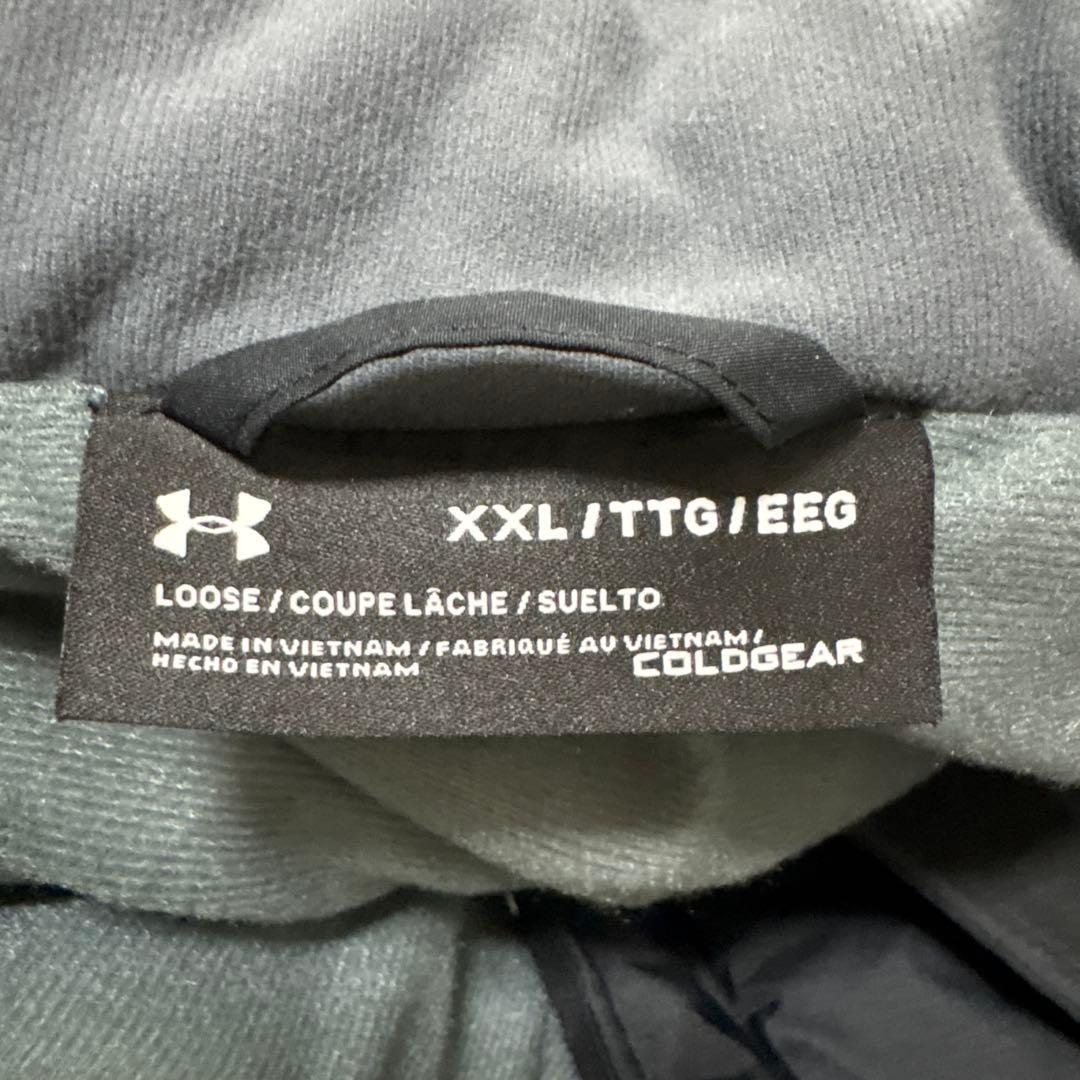 XXL/TTG/EEG
LOOSE / COUPE LÂCHE / SUELTO
MADE IN VIETNAM / FABRIQUÉ AU VIETNAM /
HECHO EN VIETNAM
COLDGEAR